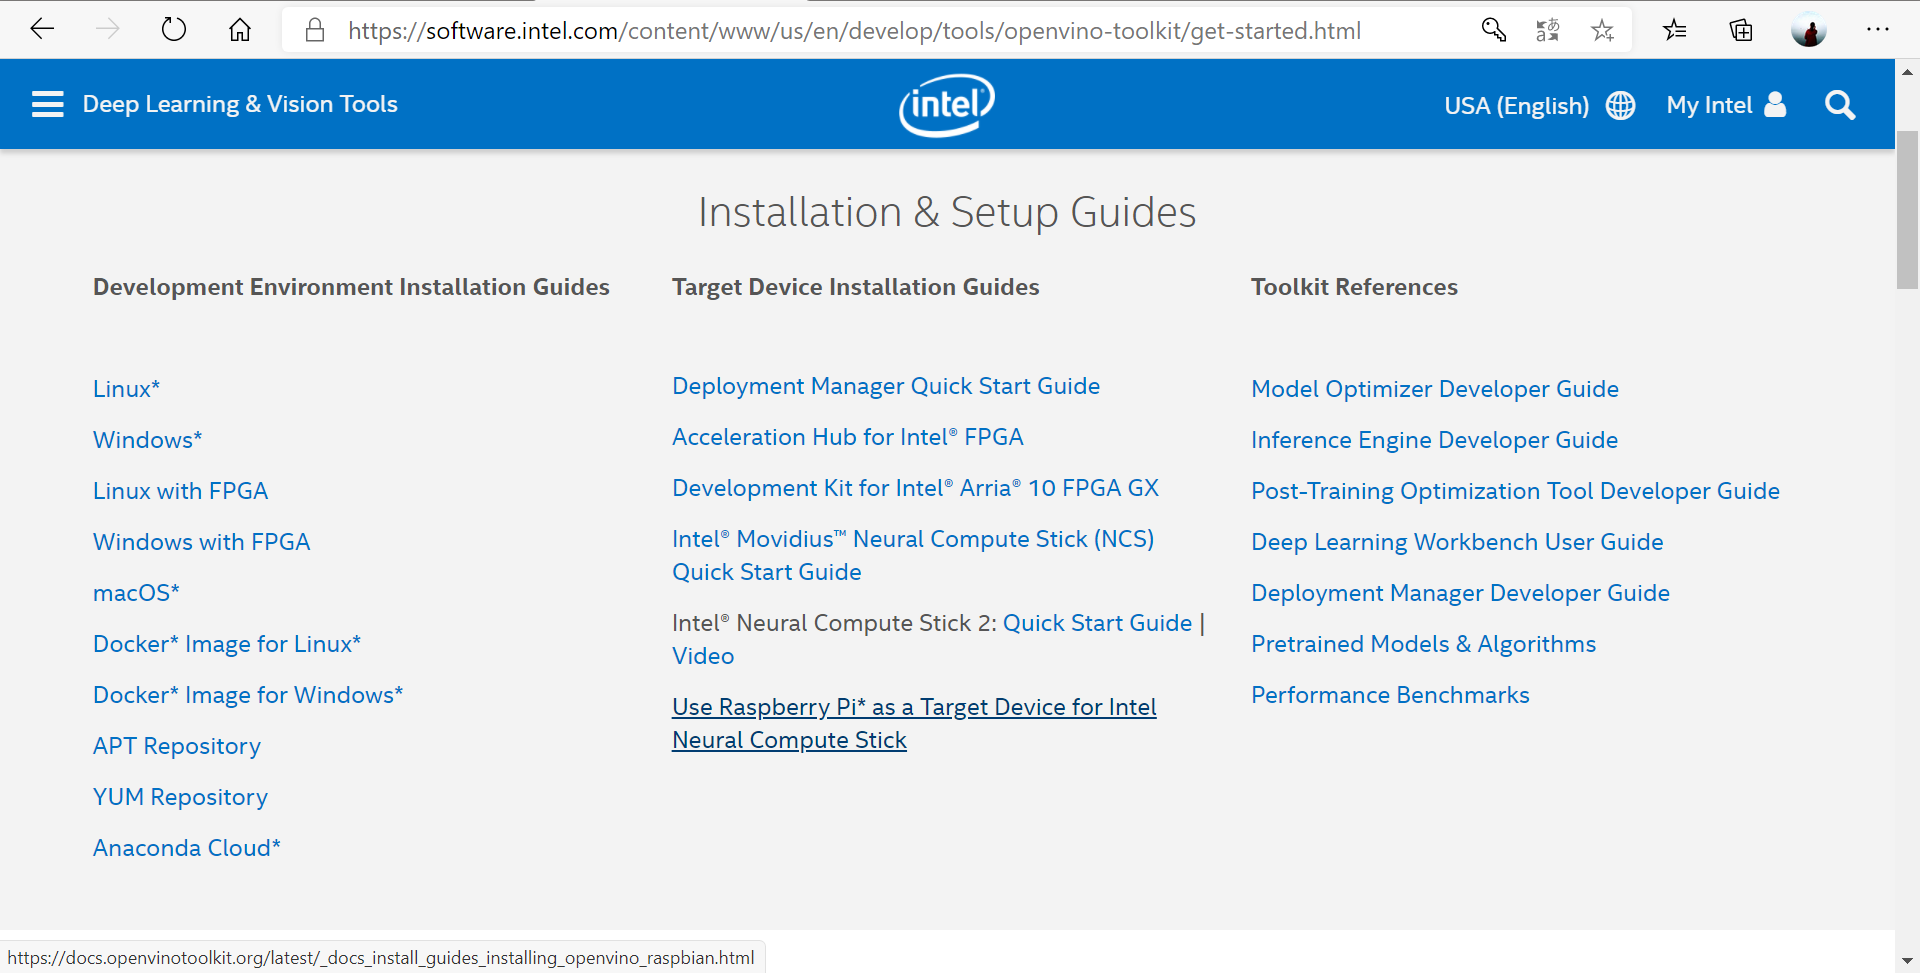 https://software.intel.com/content/www/us/en/develop/tools/openvino-toolkit/get-started.html
Deep Learning & Vision Tools
intel®
USA (English)
My Intel
Installation & Setup Guides
Development Environment Installation Guides
Linux*
Windows*
Linux with FPGA
Windows with FPGA
macOS*
Docker* Image for Linux*
Docker* Image for Windows*
APT Repository
YUM Repository
Anaconda Cloud*
Target Device Installation Guides
Deployment Manager Quick Start Guide
Acceleration Hub for Intel® FPGA
Development Kit for Intel® Arria® 10 FPGA GX
Intel® Movidius™ Neural Compute Stick (NCS)
Quick Start Guide
Intel® Neural Compute Stick 2: Quick Start Guide |
Video
Use Raspberry Pi* as a Target Device for Intel
Neural Compute Stick
Toolkit References
Model Optimizer Developer Guide
Inference Engine Developer Guide
Post-Training Optimization Tool Developer Guide
Deep Learning Workbench User Guide
Deployment Manager Developer Guide
Pretrained Models & Algorithms
Performance Benchmarks
https://docs.openvinotoolkit.org/latest/_docs_install_guides_installing_openvino_raspbian.html